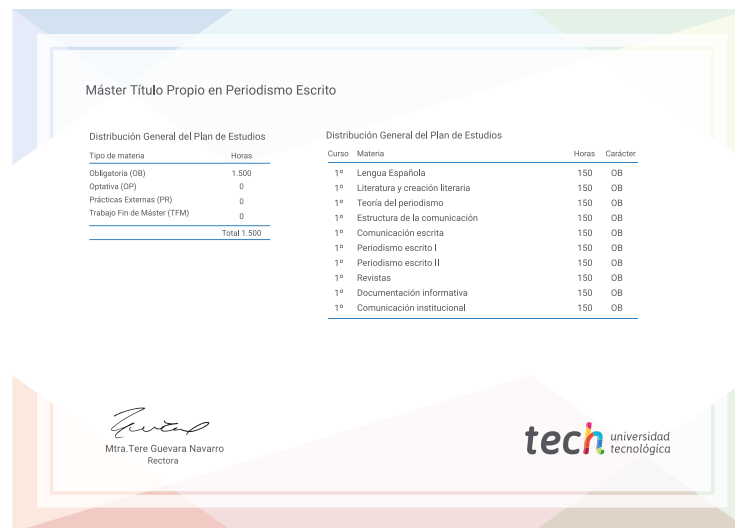 Máster Título Propio en Periodismo Escrito
Distribución General del Plan de Estudios
Tipo de materia Horas
Obligatoria (OB) 1.500
Optativa (OP) 0
Prácticas Externas (PR) 0
Trabajo Fin de Máster (TFM) 0
Total 1.500
Distribución General del Plan de Estudios
Curso Materia Horas Carácter
1º Lengua Española 150 OB
1º Literatura y creación literaria 150 OB
1º Teoría del periodismo 150 OB
1º Estructura de la comunicación 150 OB
1º Comunicación escrita 150 OB
1º Periodismo escrito I 150 OB
1º Periodismo escrito II 150 OB
1º Revistas 150 OB
1º Documentación informativa 150 OB
1º Comunicación institucional 150 OB
Mtra.Tere Guevara Navarro
Rectora
tech universidad
tecnológica